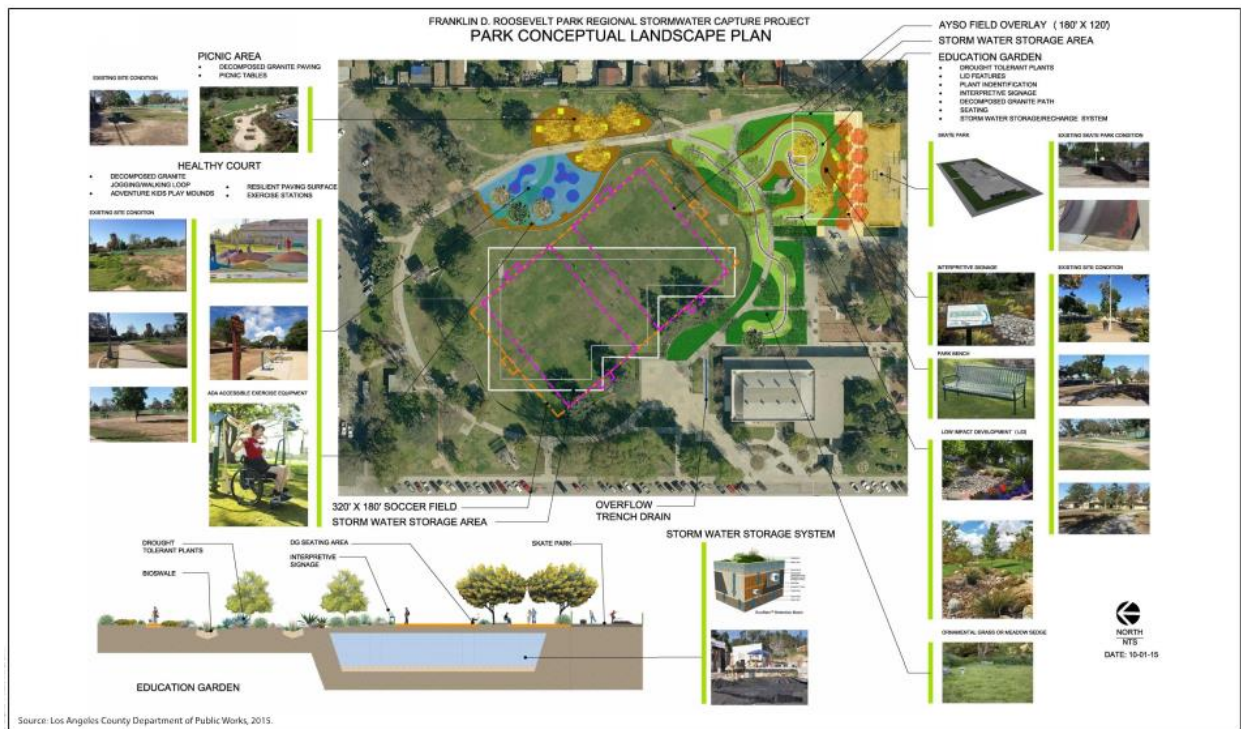 FRANKLIN D. ROOSEVELT PARK REGIONAL STORMWATER CAPTURE PROJECT
PARK CONCEPTUAL LANDSCAPE PLAN
PICNIC AREA
• DECOMPOSED GRANITE PAVING
• PICNIC TABLES
EXISTING SITE CONDITION
HEALTHY COURT
• DECOMPOSED GRANITE
JOGGING/WALKING LOOP
• ADVENTURE KIDS PLAY MOUNDS
• RESILIENT PAVING SURFACE
• EXERCISE STATIONS
EXISTING SITE CONDITION
ADA ACCESSIBLE EXERCISE EQUIPMENT
AYSO FIELD OVERLAY ( 180' X 120')
STORM WATER STORAGE AREA
EDUCATION GARDEN
• DROUGHT TOLERANT PLANTS
• LID FEATURES
• PLANT INDENTIFICATION
• INTERPRETIVE SIGNAGE
• DECOMPOSED GRANITE PATH
• SEATING
• STORM WATER STORAGE/RECHARGE SYSTEM
SKATE PARK
EXISTING SKATE PARK CONDITION
INTERPRETIVE SIGNAGE
EXISTING SITE CONDITION
PARK BENCH
LOW IMPACT DEVELOPMENT (LID)
ORNAMENTAL GRASS OR MEADOW SEDGE
320' X 180' SOCCER FIELD
STORM WATER STORAGE AREA
OVERFLOW
TRENCH DRAIN
STORM WATER STORAGE SYSTEM
DROUGHT
TOLERANT PLANTS
BIOSWALE
DG SEATING AREA
INTERPRETIVE
SIGNAGE
SKATE PARK
EDUCATION GARDEN
NORTH
NTS
DATE: 10-01-15
Source: Los Angeles County Department of Public Works, 2015.